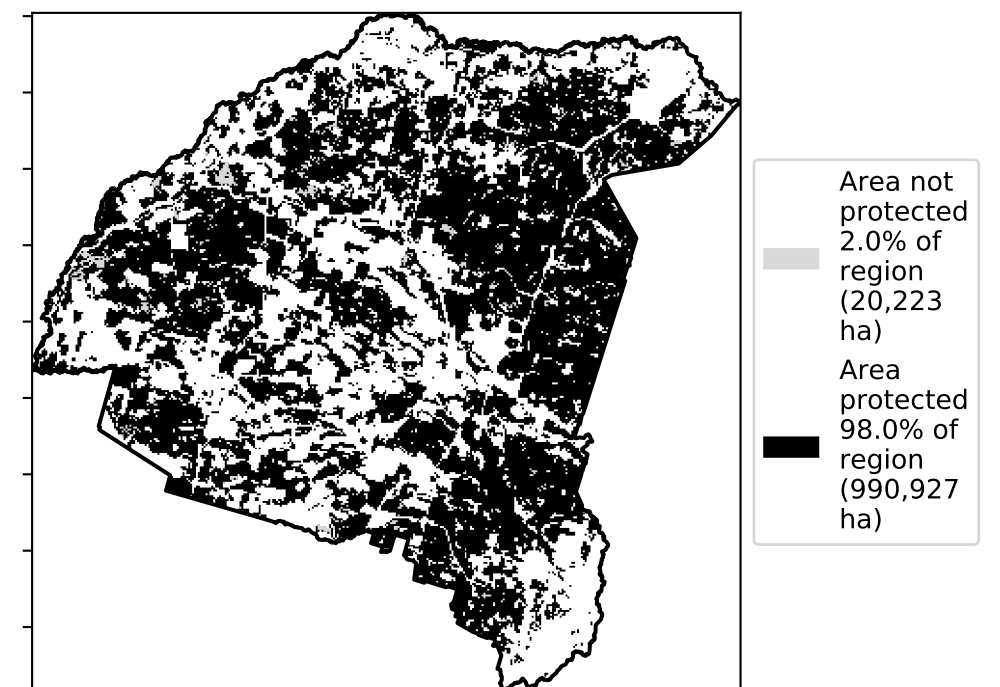 Area not
protected
2.0% of
region
(20,223
ha)
Area
protected
98.0% of
region
(990,927
ha)